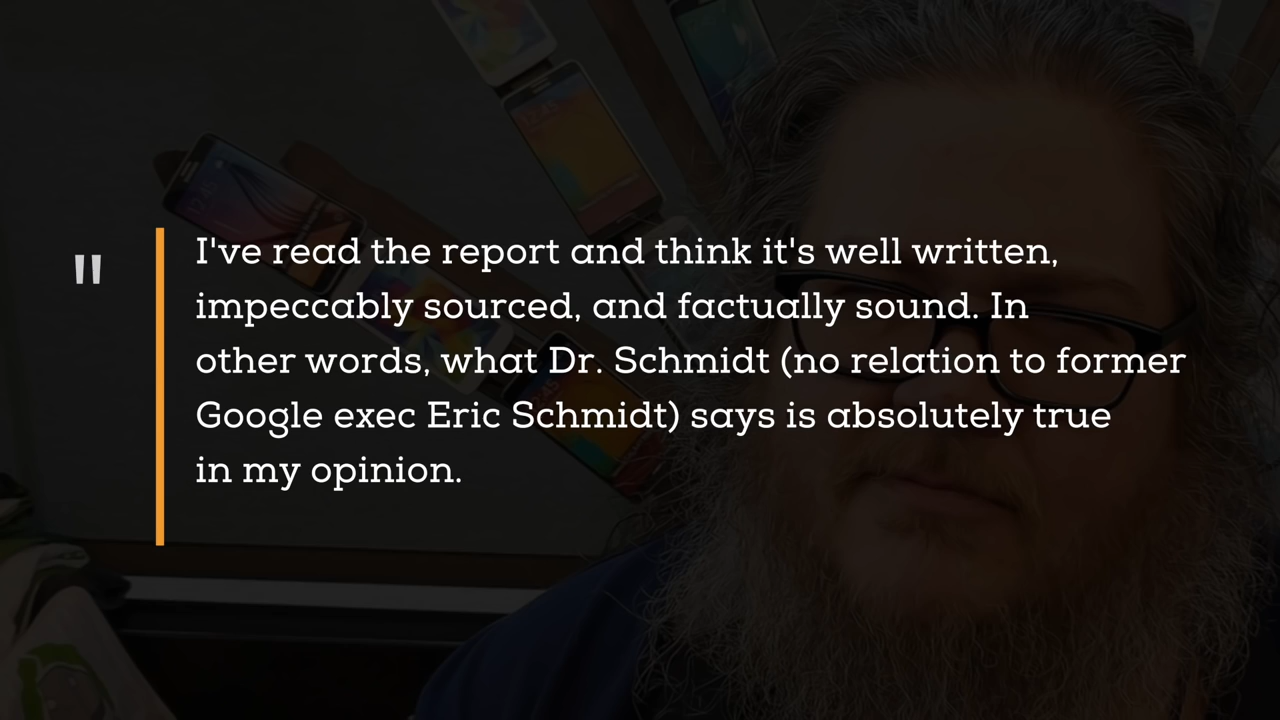 "
I've read the report and think it's well written,
impeccably sourced, and factually sound. In
other words, what Dr. Schmidt (no relation to former
Google exec Eric Schmidt) says is absolutely true
in my opinion.